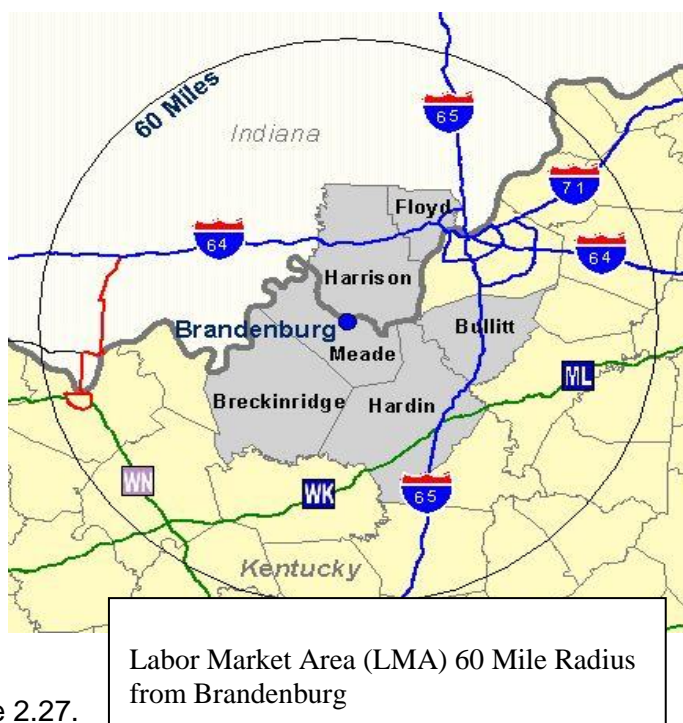 60 Miles
Indiana
65
71
Floyd
64
64
Harrison
Brandenburg
Bullitt
Meade
ML
Breckinridge
Hardin
WN
WK
65
Kentucky
Labor Market Area (LMA) 60 Mile Radius
from Brandenburg
e 2.27.